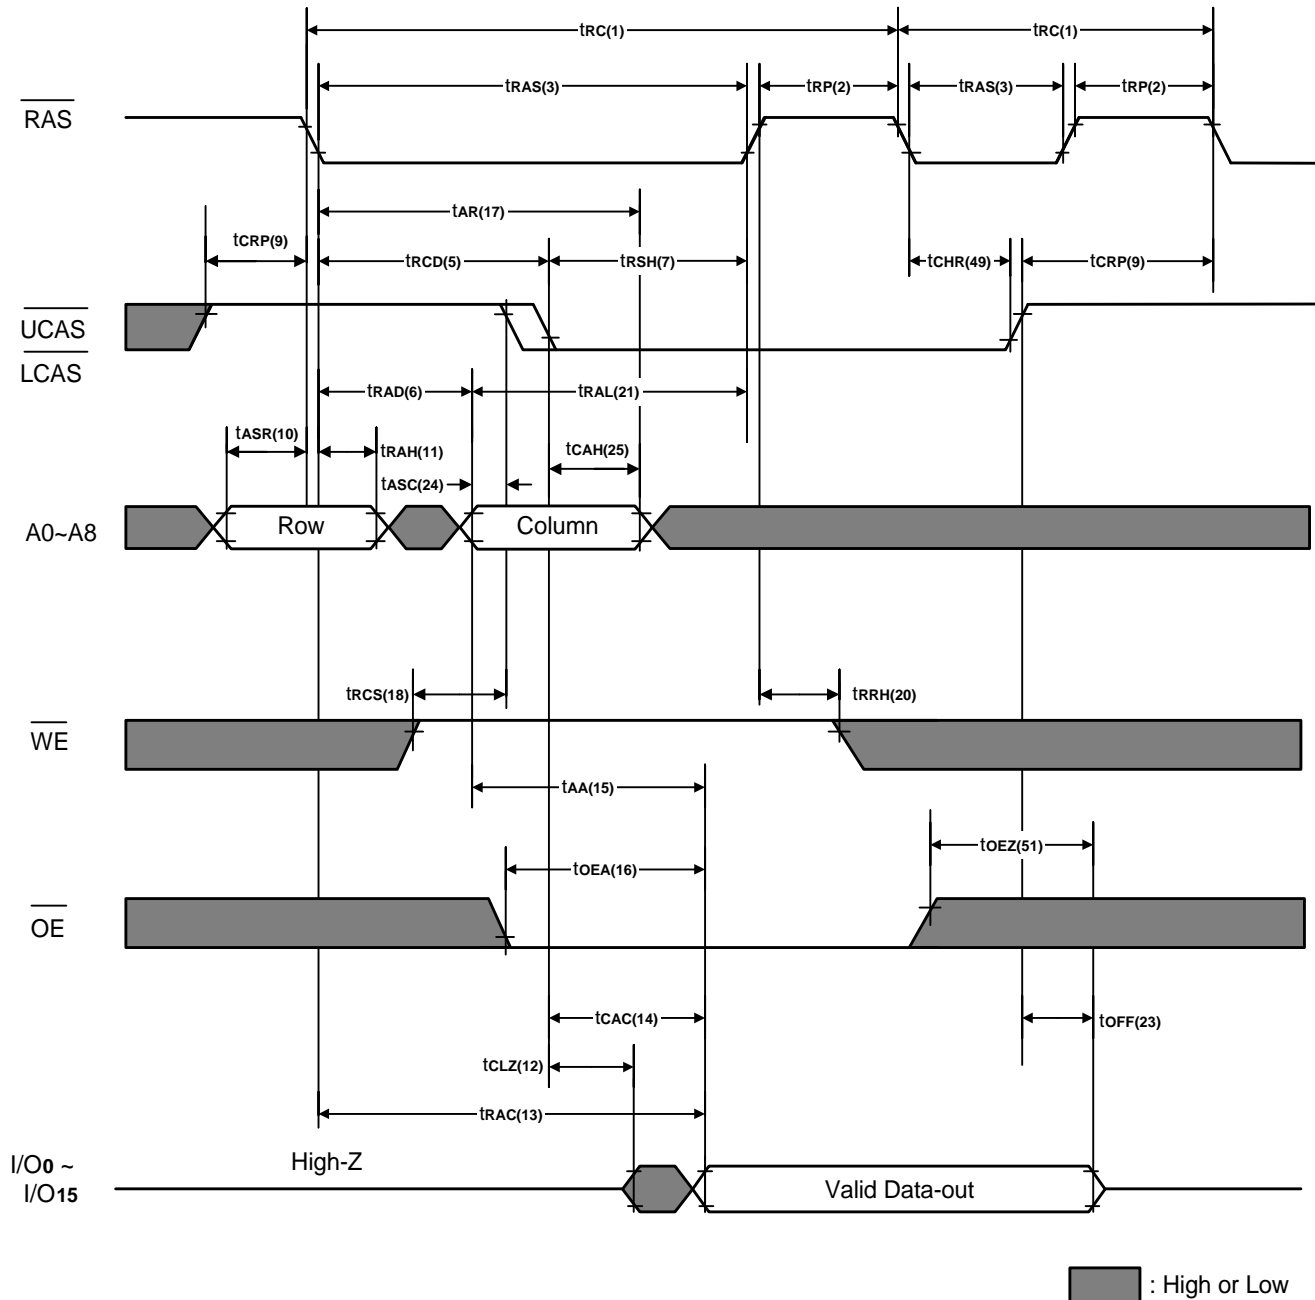 tRC(1) tRC(1)
tRAS(3) tRP(2) tRAS(3) tRP(2)
RAS
tAR(17)
tCRP(9) tRCD(5) tRSH(7) tCHR(49) tCRP(9)
UCAS
LCAS
tRAD(6) tRAL(21)
tASR(10) tRAH(11) tCAH(25)
tASC(24)
A0~A8 Row Column
tRCS(18) tRRH(20)
WE
tAA(15)
tOEZ(51)
tOEA(16)
OE
tCAC(14) tOFF(23)
tCLZ(12)
tRAC(13)
I/O0 ~ High-Z
I/O15 Valid Data-out
: High or Low